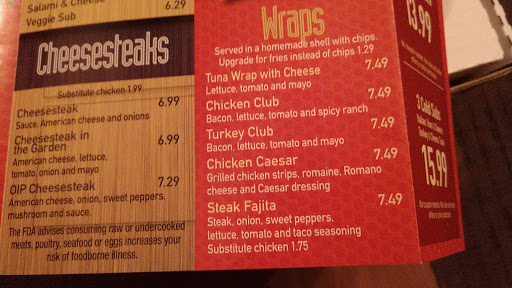 Salami & Cheese
Veggie Sub 6.29
Cheesesteaks
Substitute chicken 1.99
Cheesesteak 6.99
Sauce, American cheese and onions
Cheesesteak in
the Garden 6.99
American cheese, lettuce,
tomato, onion and mayo
OIP Cheesesteak 7.29
American cheese, onion, sweet peppers,
mushroom and sauce.
The FDA advises consuming raw or undercooked
meats, poultry, seafood or eggs increases your
risk of foodborne illness.
Wraps
Served in a homemade shell with chips.
Upgrade for fries instead of chips 1.29
Tuna Wrap with Cheese 7.49
Lettuce, tomato and mayo
Chicken Club 7.49
Bacon, lettuce, tomato and spicy ranch
Turkey Club 7.49
Bacon, lettuce, tomato and mayo
Chicken Caesar 7.49
Grilled chicken strips, romaine, Romano
cheese and Caesar dressing
Steak Fajita 7.49
Steak, onion, sweet peppers,
lettuce, tomato and taco seasoning
Substitute chicken 1.75
13.99
3 Cold Subs
15.99